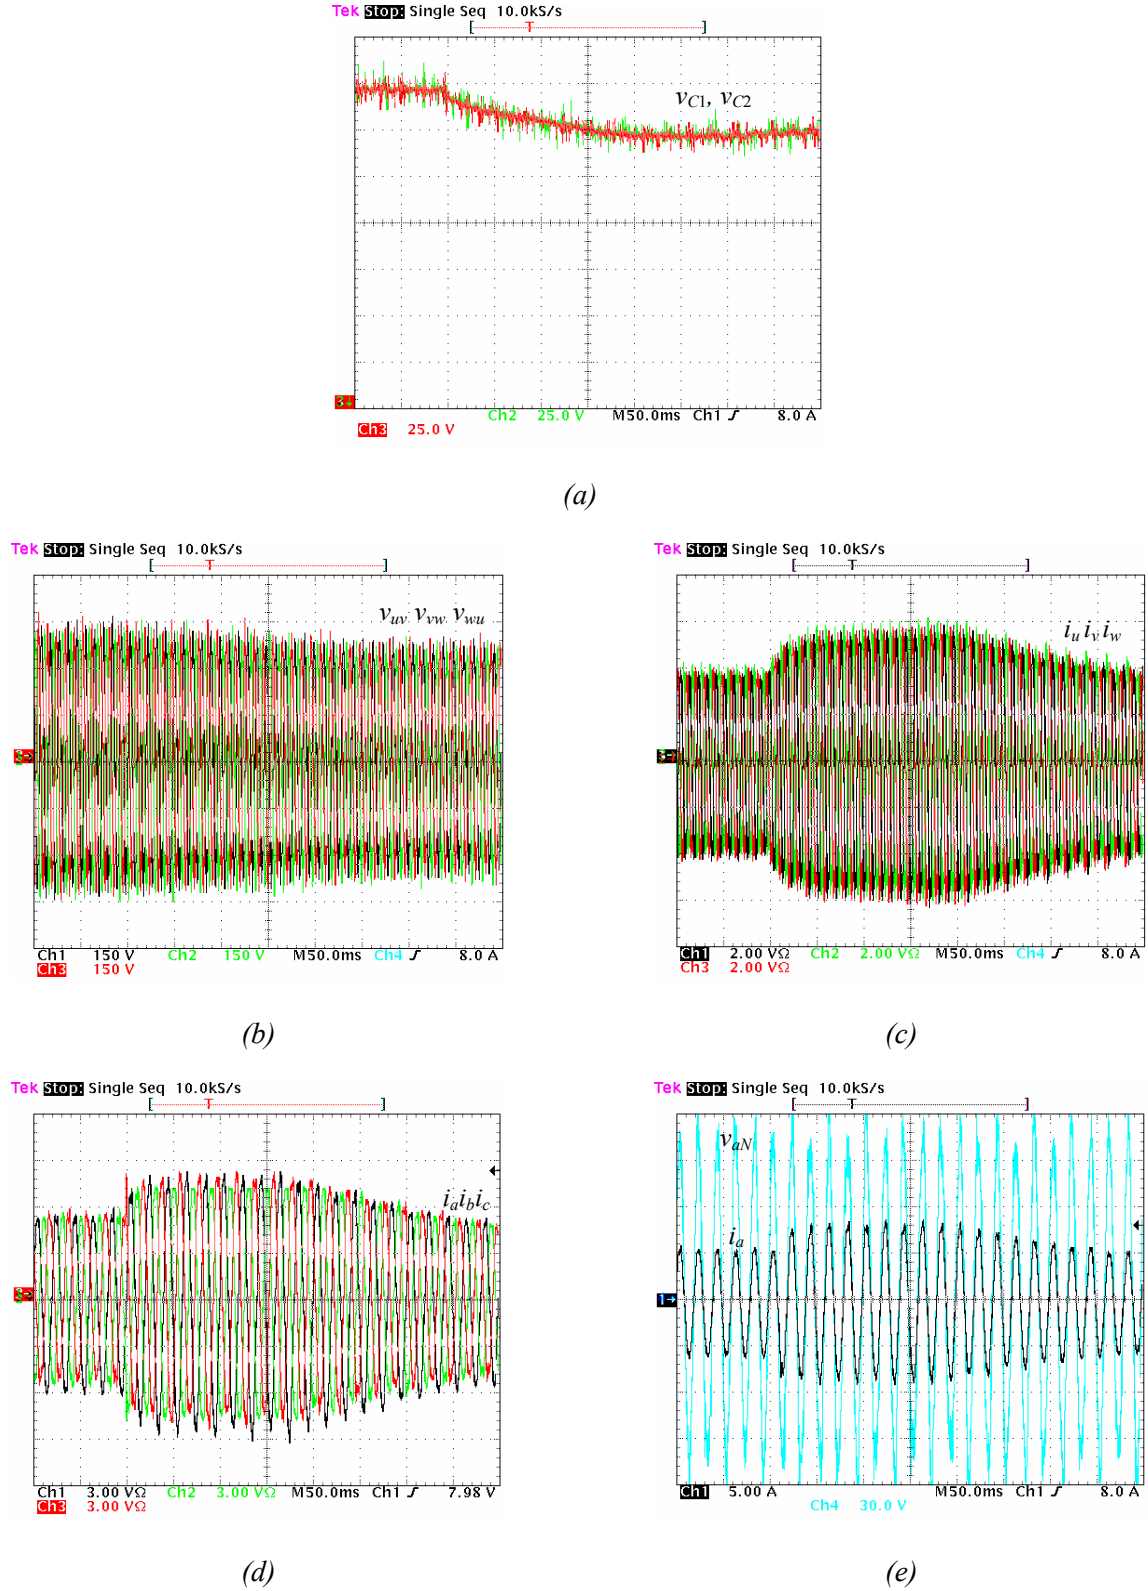 Tek Stop: Single Seq 10.0kS/s
T
vC1, vC2
3
Ch2 25.0 V M50.0ms Ch1 8.0 A
Ch3 25.0 V
(a)
Tek Stop: Single Seq 10.0kS/s
T
vuv vvw vwu
3
Ch1 150 V Ch2 150 V M50.0ms Ch4 8.0 A
Ch3 150 V
(b)
Tek Stop: Single Seq 10.0kS/s
T
iu iv iw
3
Ch1 2.00 VΩ Ch2 2.00 VΩ M50.0ms Ch4 8.0 A
Ch3 2.00 VΩ
(c)
Tek Stop: Single Seq 10.0kS/s
T
iaibic
3
Ch1 3.00 VΩ Ch2 3.00 VΩ M50.0ms Ch1 7.98 V
Ch3 3.00 VΩ
(d)
Tek Stop: Single Seq 10.0kS/s
T
vaN
ia
1
Ch1 5.00 A M50.0ms Ch1 8.0 A
Ch4 30.0 V
(e)